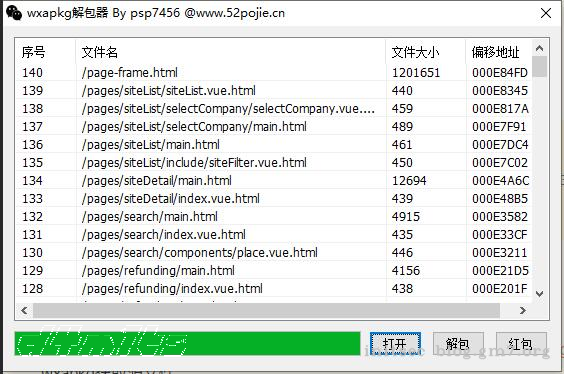 wxapkg解包器 By psp7456 @www.52pojie.cn
序号 文件名 文件大小 偏移地址
140 /page-frame.html 1201651 000E84FD
139 /pages/siteList/siteList.vue.html 440 000E8345
138 /pages/siteList/selectCompany/selectCompany.vue.... 459 000E817A
137 /pages/siteList/selectCompany/main.html 489 000E7F91
136 /pages/siteList/main.html 461 000E7DC4
135 /pages/siteList/include/siteFilter.vue.html 450 000E7C02
134 /pages/siteDetail/main.html 12694 000E4A6C
133 /pages/siteDetail/index.vue.html 439 000E48B5
132 /pages/search/main.html 4915 000E3582
131 /pages/search/index.vue.html 435 000E33CF
130 /pages/search/components/place.vue.html 446 000E3211
129 /pages/refunding/main.html 4156 000E21D5
128 /pages/refunding/index.vue.html 438 000E201F
打开 解包 红包
blog.gm7.org